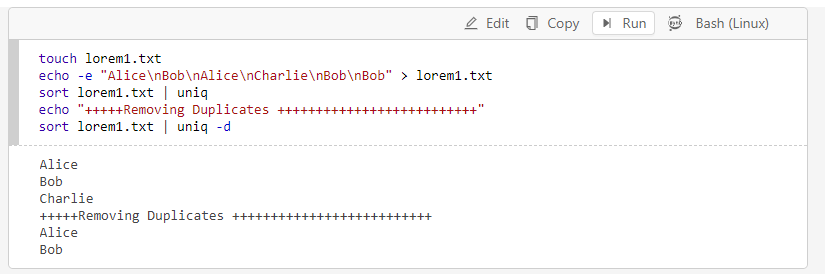 Edit Copy Run Bash (Linux)
touch lorem1.txt
echo -e "Alice\nBob\nAlice\nCharlie\nBob\nBob" > lorem1.txt
sort lorem1.txt | uniq
echo "+++++Removing Duplicates ++++++++++++++++++++++++++"
sort lorem1.txt | uniq -d
Alice
Bob
Charlie
+++++Removing Duplicates ++++++++++++++++++++++++++
Alice
Bob